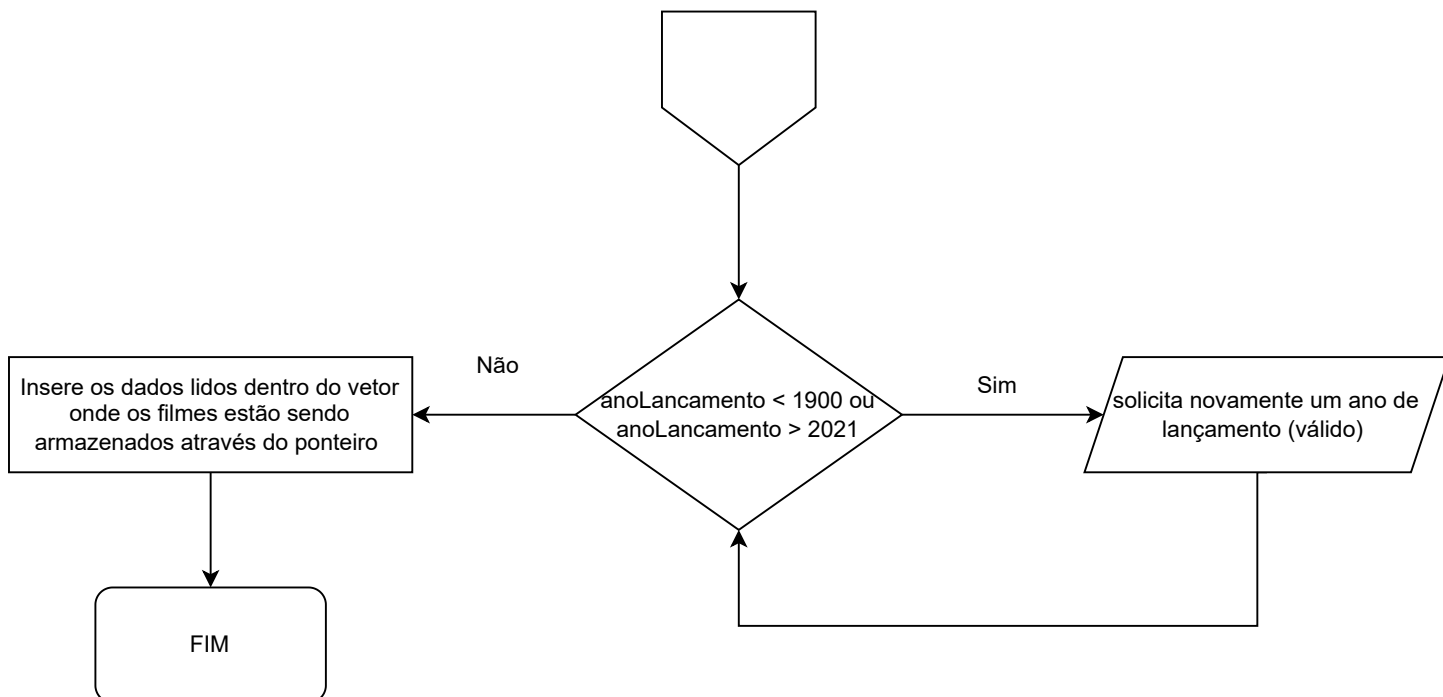 Não
Sim
Insere os dados lidos dentro do vetor
onde os filmes estão sendo
armazenados através do ponteiro
anoLancamento < 1900 ou
anoLancamento > 2021
solicita novamente um ano de
lançamento (válido)
FIM